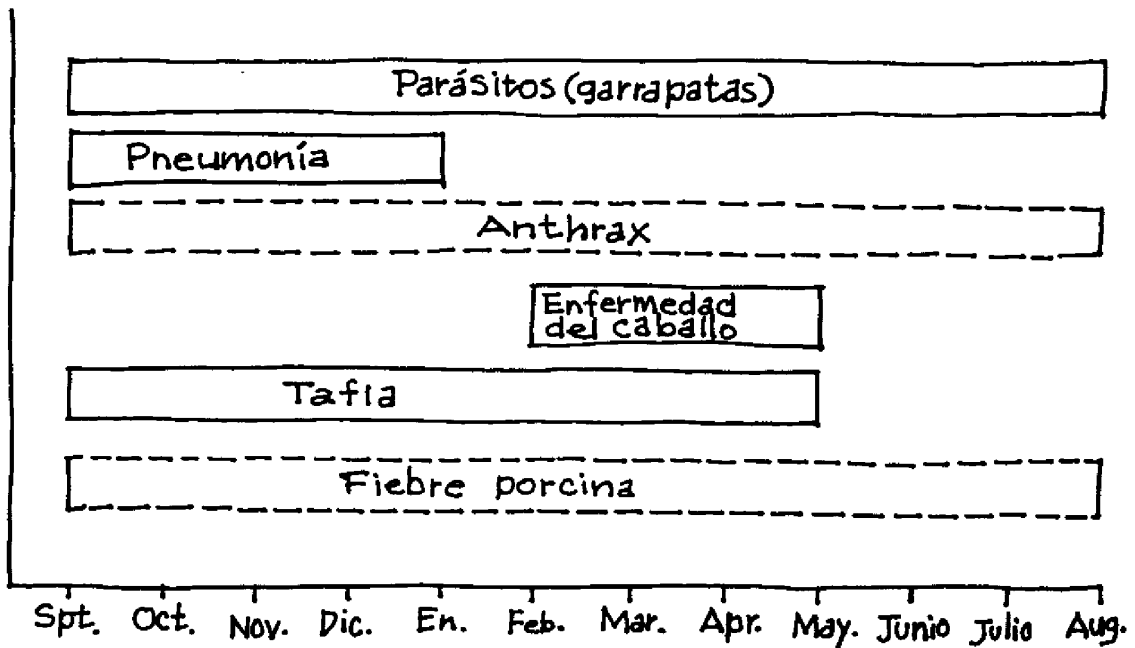 Parásitos (garrapatas)
Pneumonía
Anthrax
Enfermedad
del caballo
Tafia
Fiebre porcina
Spt. Oct. Nov. Dic. En. Feb. Mar. Apr. May. Junio Julio Aug.